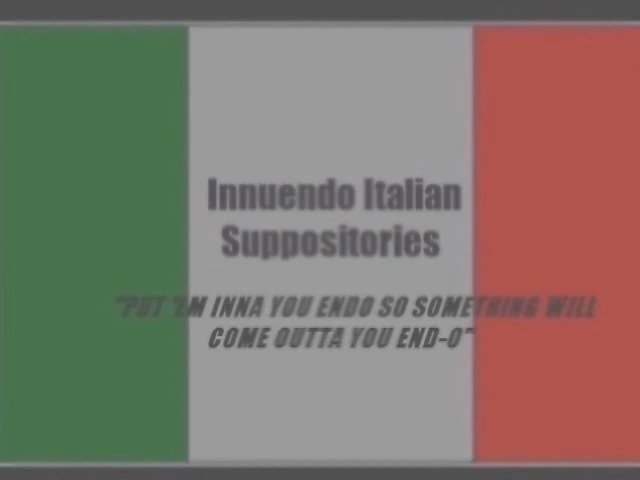 Innuendo Italian
Suppositories
"PUT 'EM INNA YOU ENDO SO SOMETHING WILL
COME OUTTA YOU END-O"